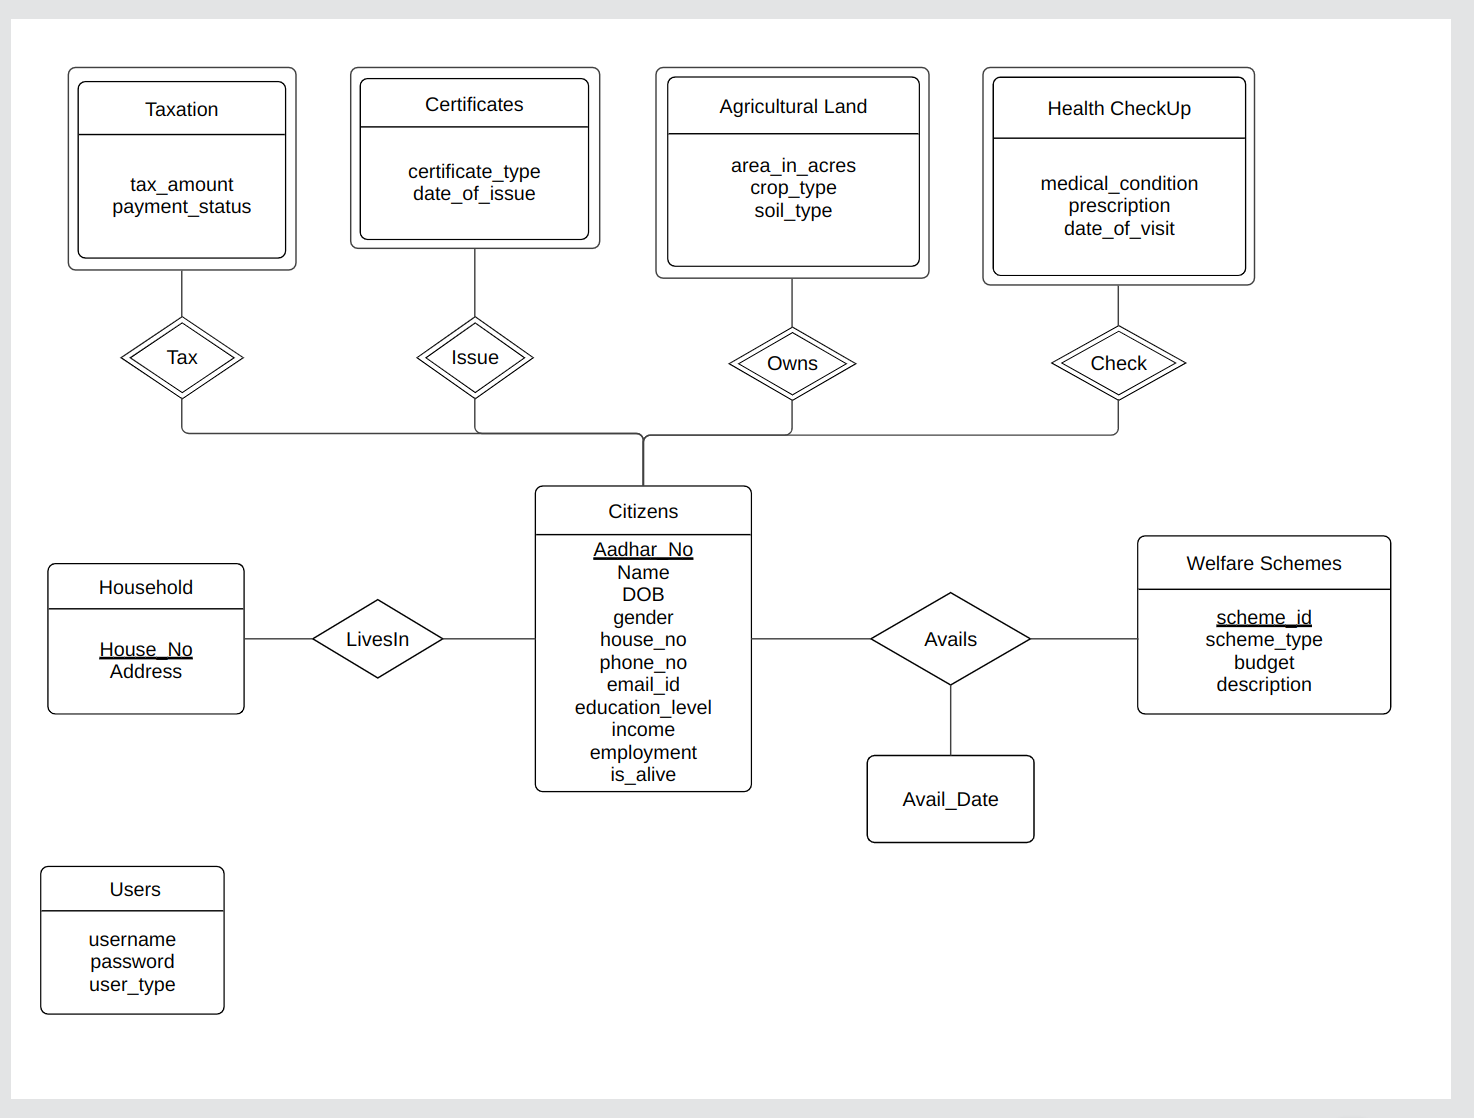 Taxation
tax_amount
payment_status
Certificates
certificate_type
date_of_issue
Agricultural Land
area_in_acres
crop_type
soil_type
Health CheckUp
medical_condition
prescription
date_of_visit
Tax
Issue
Owns
Check
Household
House_No
Address
LivesIn
Citizens
Aadhar_No
Name
DOB
gender
house_no
phone_no
email_id
education_level
income
employment
is_alive
Avails
Welfare Schemes
scheme_id
scheme_type
budget
description
Avail_Date
Users
username
password
user_type